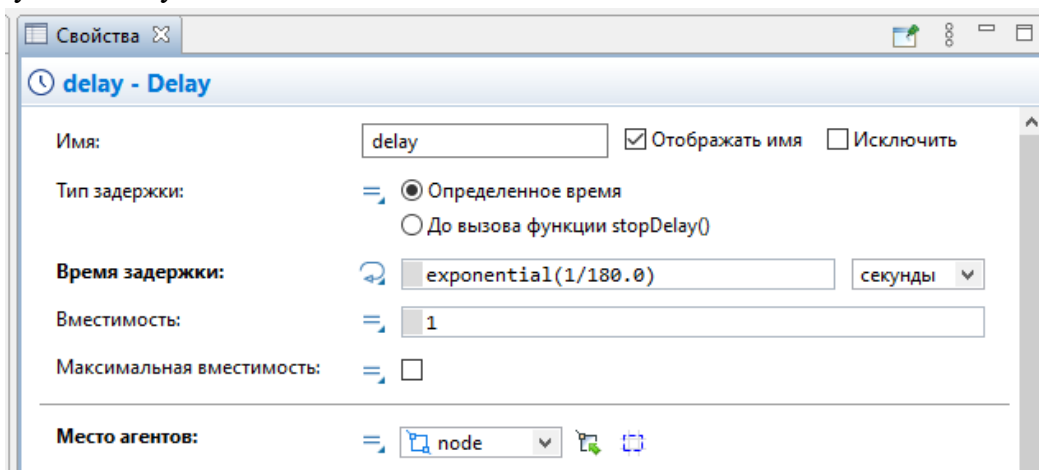 Свойства
delay - Delay
Имя: delay Отображать имя Исключить
Тип задержки: Определенное время
До вызова функции stopDelay()
Время задержки: exponential(1/180.0) секунды
Вместимость: 1
Максимальная вместимость:
Место агентов: node